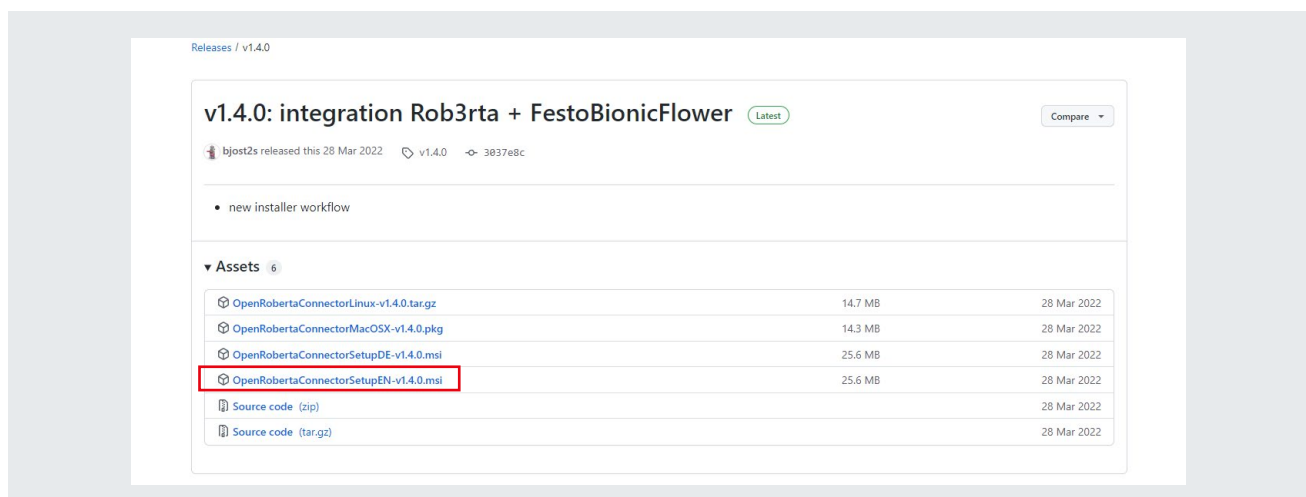 Releases / v1.4.0
v1.4.0: integration Rob3rta + FestoBionicFlower Latest
Compare
bjost2s released this 28 Mar 2022 v1.4.0 3037e8c
• new installer workflow
Assets 6
OpenRobertaConnectorLinux-v1.4.0.tar.gz 14.7 MB 28 Mar 2022
OpenRobertaConnectorMacOSX-v1.4.0.pkg 14.3 MB 28 Mar 2022
OpenRobertaConnectorSetupDE-v1.4.0.msi 25.6 MB 28 Mar 2022
OpenRobertaConnectorSetupEN-v1.4.0.msi 25.6 MB 28 Mar 2022
Source code (zip) 28 Mar 2022
Source code (tar.gz) 28 Mar 2022